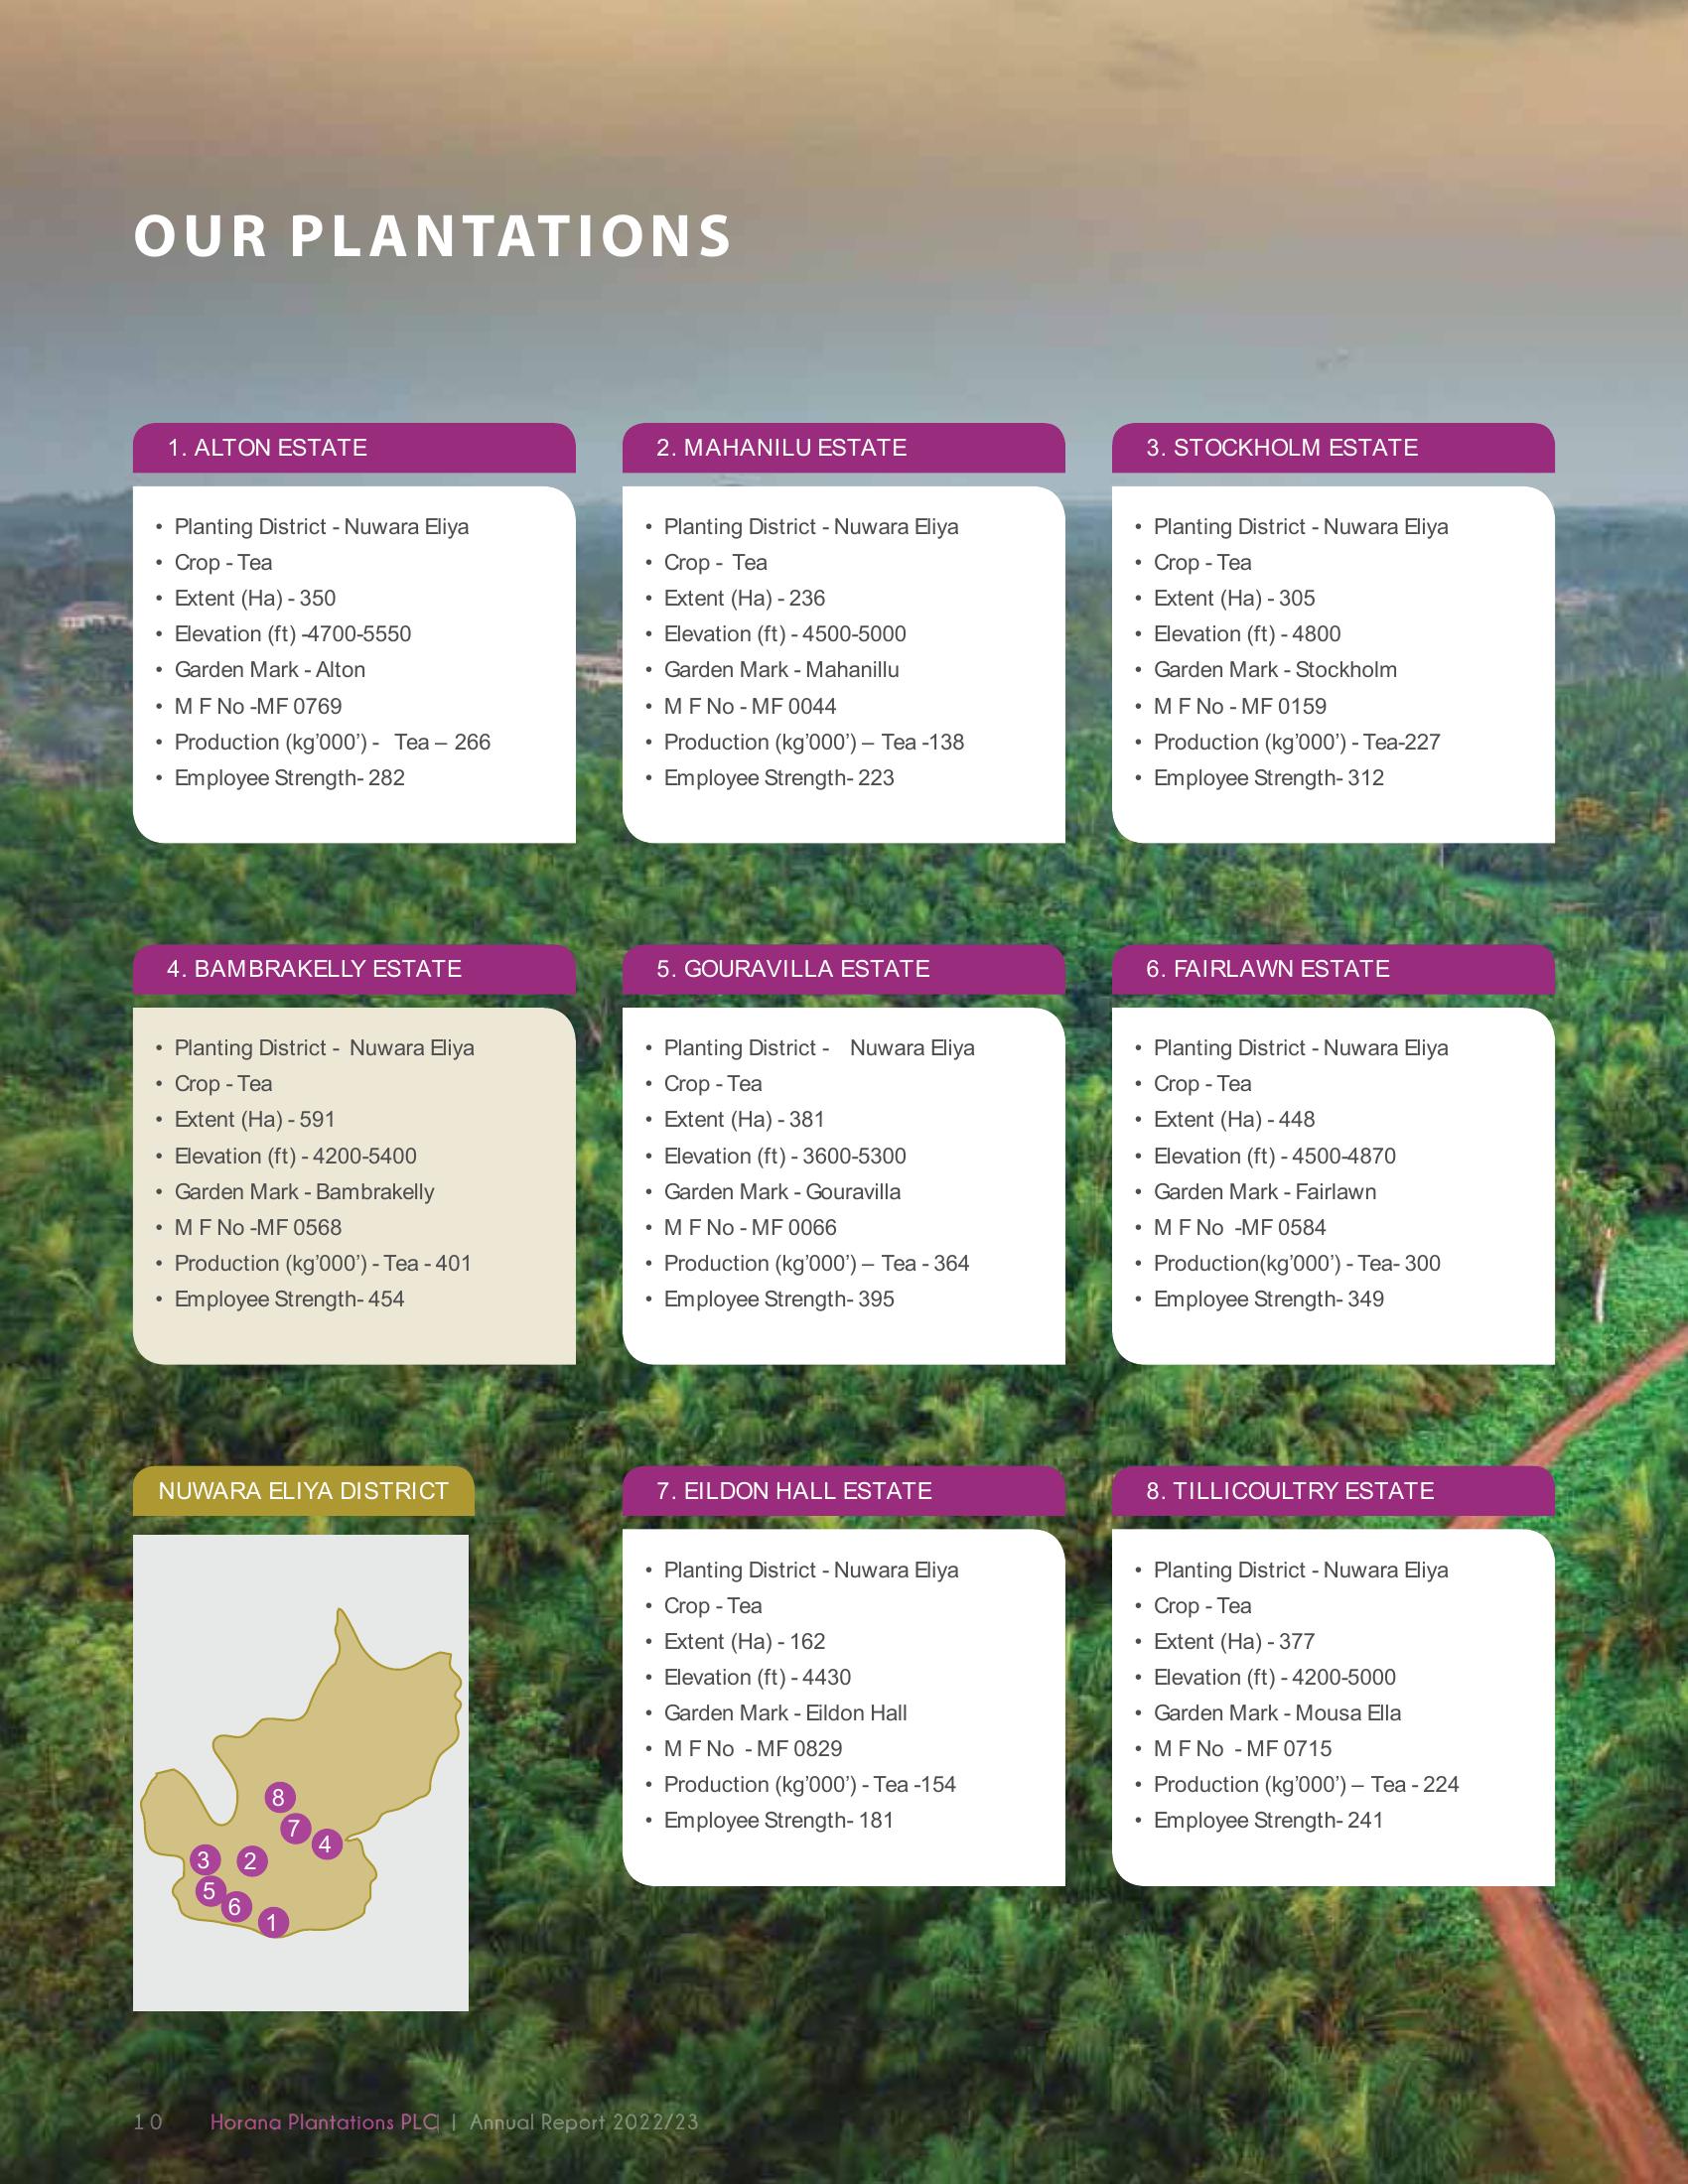 OUR PLANTATIONS
1. ALTON ESTATE
• Planting District - Nuwara Eliya
• Crop - Tea
• Extent (Ha) - 350
• Elevation (ft) -4700-5550
• Garden Mark - Alton
• M F No -MF 0769
• Production (kg’000’) - Tea – 266
• Employee Strength- 282
2. MAHANILU ESTATE
• Planting District - Nuwara Eliya
• Crop - Tea
• Extent (Ha) - 236
• Elevation (ft) - 4500-5000
• Garden Mark - Mahanillu
• M F No - MF 0044
• Production (kg’000’) – Tea -138
• Employee Strength- 223
3. STOCKHOLM ESTATE
• Planting District - Nuwara Eliya
• Crop - Tea
• Extent (Ha) - 305
• Elevation (ft) - 4800
• Garden Mark - Stockholm
• M F No - MF 0159
• Production (kg’000’) - Tea-227
• Employee Strength- 312
4. BAMBRAKELLY ESTATE
• Planting District - Nuwara Eliya
• Crop - Tea
• Extent (Ha) - 591
• Elevation (ft) - 4200-5400
• Garden Mark - Bambrakelly
• M F No -MF 0568
• Production (kg’000’) - Tea - 401
• Employee Strength- 454
5. GOURAVILLA ESTATE
• Planting District - Nuwara Eliya
• Crop - Tea
• Extent (Ha) - 381
• Elevation (ft) - 3600-5300
• Garden Mark - Gouravilla
• M F No - MF 0066
• Production (kg’000’) – Tea - 364
• Employee Strength- 395
6. FAIRLAWN ESTATE
• Planting District - Nuwara Eliya
• Crop - Tea
• Extent (Ha) - 448
• Elevation (ft) - 4500-4870
• Garden Mark - Fairlawn
• M F No -MF 0584
• Production(kg’000’) - Tea- 300
• Employee Strength- 349
NUWARA ELIYA DISTRICT
8
7
4
3
2
5
6
1
7. EILDON HALL ESTATE
• Planting District - Nuwara Eliya
• Crop - Tea
• Extent (Ha) - 162
• Elevation (ft) - 4430
• Garden Mark - Eildon Hall
• M F No - MF 0829
• Production (kg’000’) - Tea -154
• Employee Strength- 181
8. TILLICOULTRY ESTATE
• Planting District - Nuwara Eliya
• Crop - Tea
• Extent (Ha) - 377
• Elevation (ft) - 4200-5000
• Garden Mark - Mousa Ella
• M F No - MF 0715
• Production (kg’000’) – Tea - 224
• Employee Strength- 241
10 Horana Plantations PLC | Annual Report 2022/23